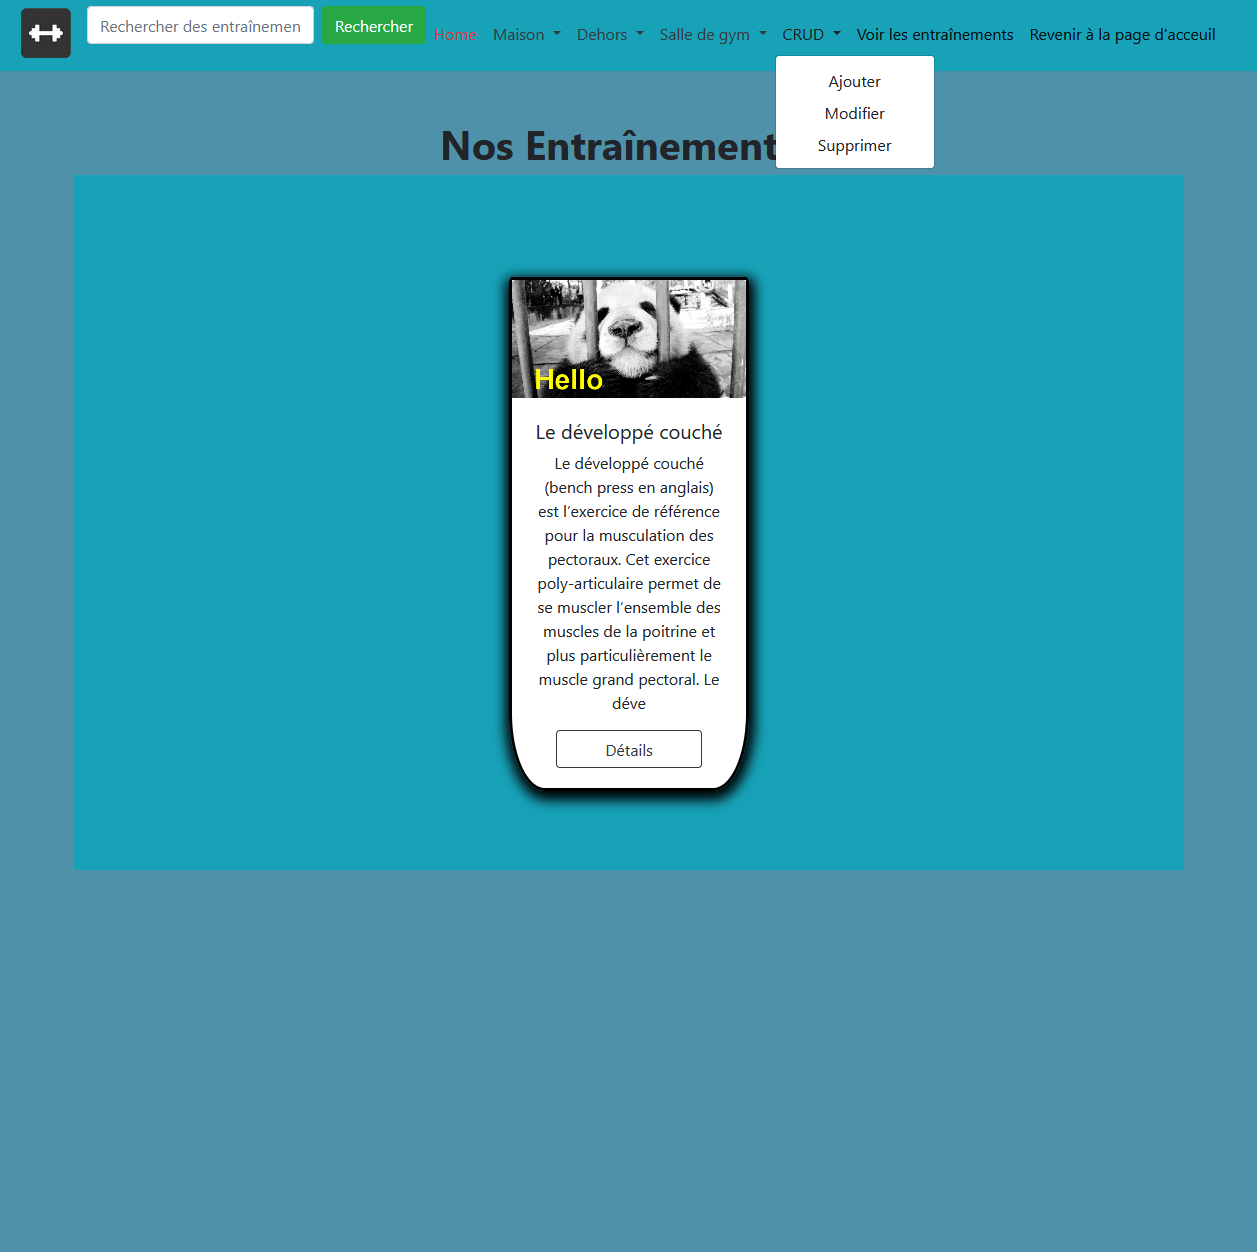 Rechercher des entraînemen
Rechercher
Home
Maison
Dehors
Salle de gym
CRUD
Voir les entraînements
Revenir à la page d'acceuil
Ajouter
Modifier
Supprimer
Nos Entraînement
Hello
Le développé couché
Le développé couché
(bench press en anglais)
est l’exercice de référence
pour la musculation des
pectoraux. Cet exercice
poly-articulaire permet de
se muscler l’ensemble des
muscles de la poitrine et
plus particulièrement le
muscle grand pectoral. Le
déve
Détails